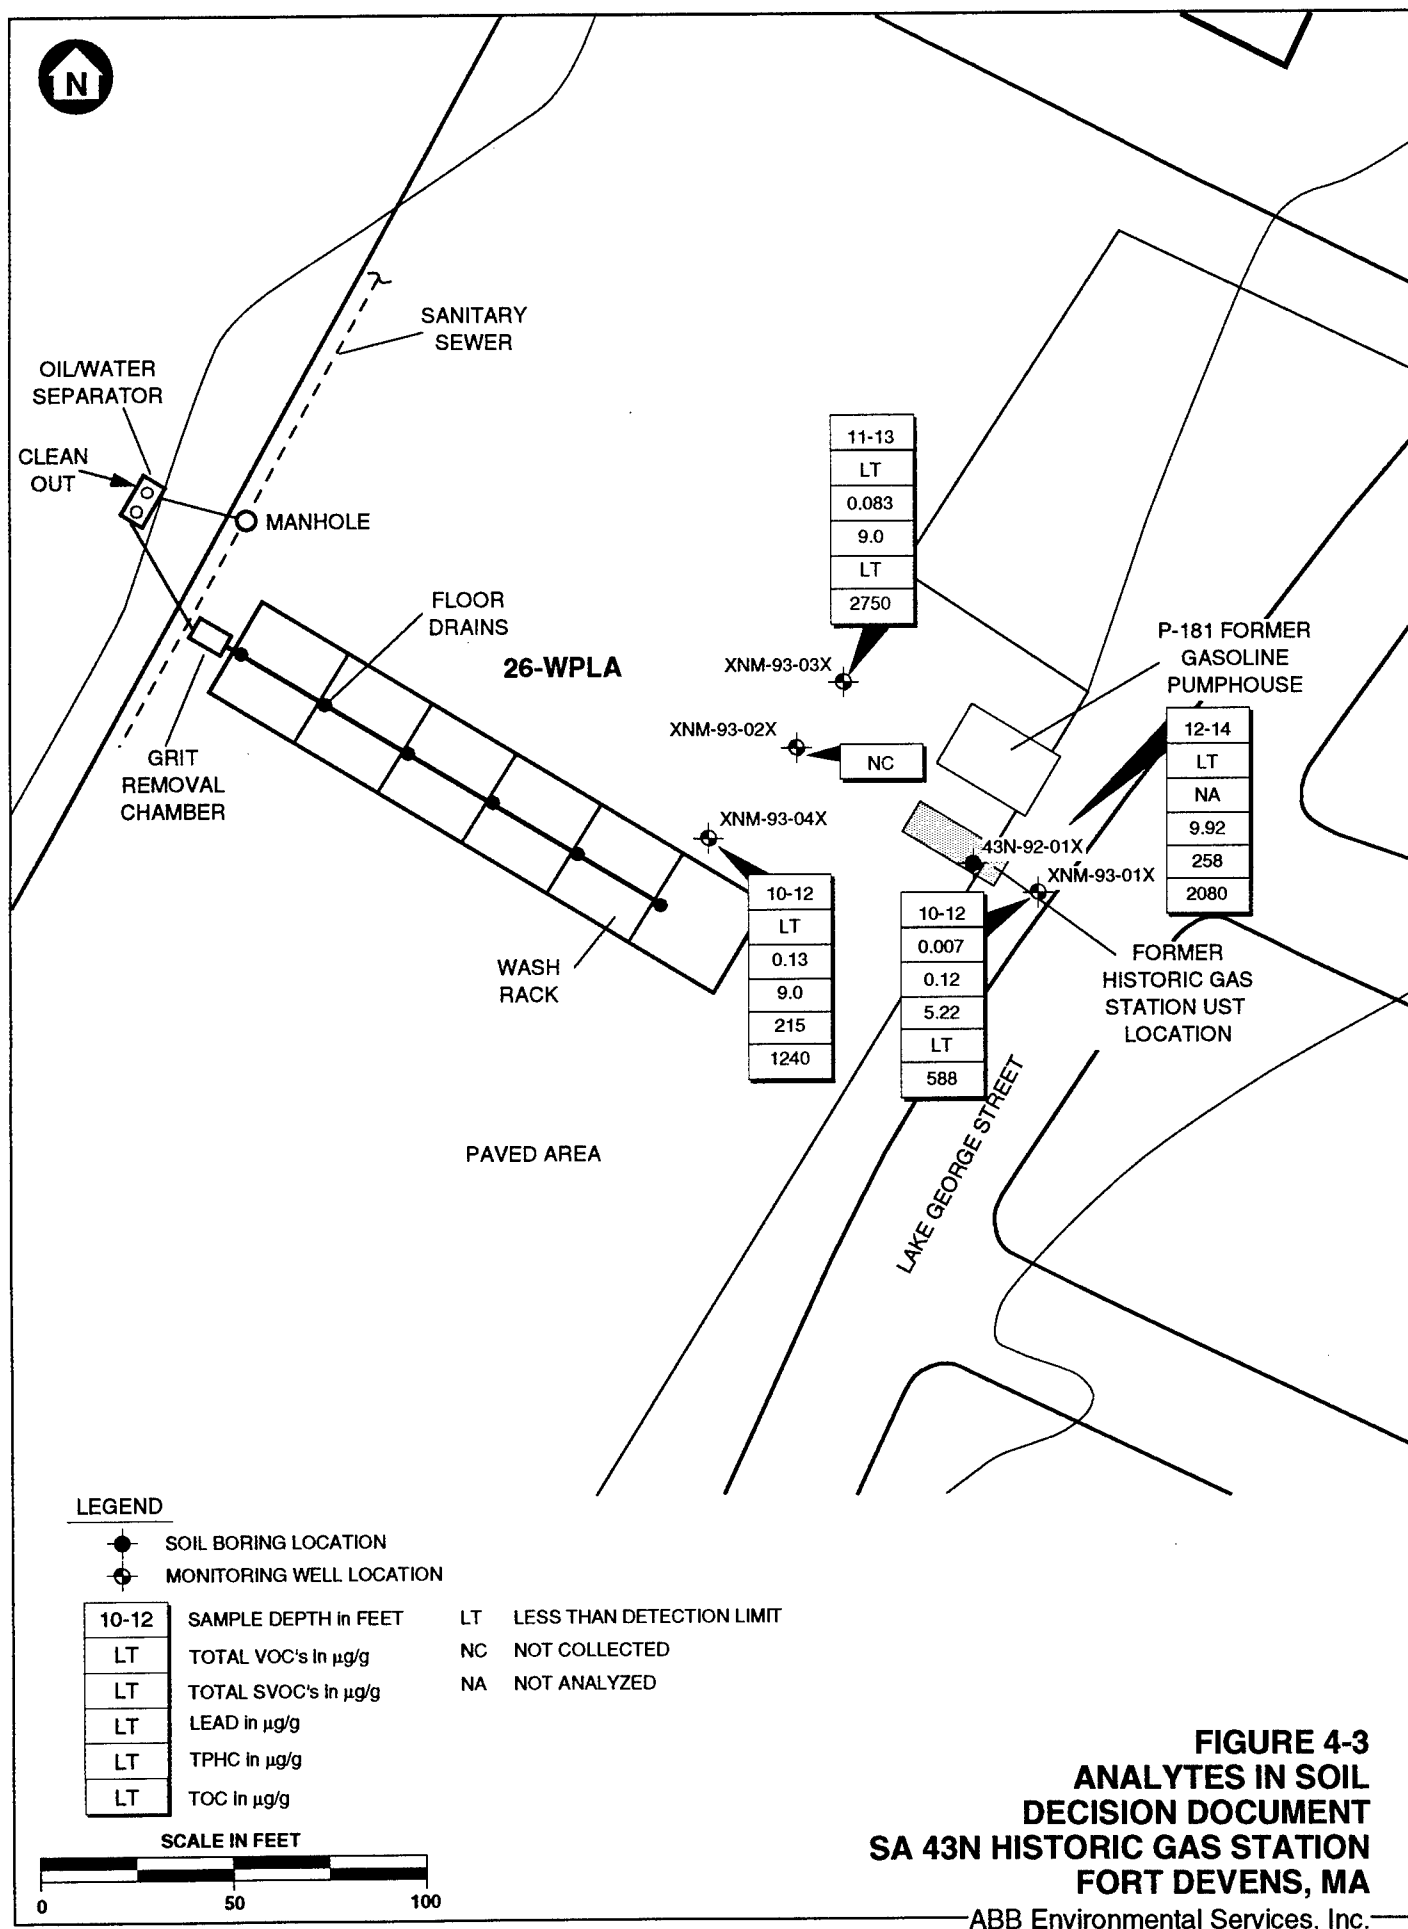 N
SANITARY
SEWER
OIL/WATER
SEPARATOR
CLEAN
OUT
MANHOLE
11-13
LT
0.083
9.0
LT
2750
FLOOR
DRAINS
26-WPLA
XNM-93-03X
P-181 FORMER
GASOLINE
PUMPHOUSE
XNM-93-02X
NC
12-14
LT
NA
9.92
258
2080
GRIT
REMOVAL
CHAMBER
XNM-93-04X
43N-92-01X
XNM-93-01X
10-12
LT
0.13
9.0
215
1240
10-12
0.007
0.12
5.22
LT
588
WASH
RACK
FORMER
HISTORIC GAS
STATION UST
LOCATION
PAVED AREA
LAKE GEORGE STREET
LEGEND
SOIL BORING LOCATION
MONITORING WELL LOCATION
10-12 SAMPLE DEPTH in FEET
LT TOTAL VOC's in µg/g
LT TOTAL SVOC's in µg/g
LT LEAD in µg/g
LT TPHC in µg/g
LT TOC in µg/g
LT LESS THAN DETECTION LIMIT
NC NOT COLLECTED
NA NOT ANALYZED
SCALE IN FEET
0 50 100
FIGURE 4-3
ANALYTES IN SOIL
DECISION DOCUMENT
SA 43N HISTORIC GAS STATION
FORT DEVENS, MA
ABB Environmental Services, Inc.